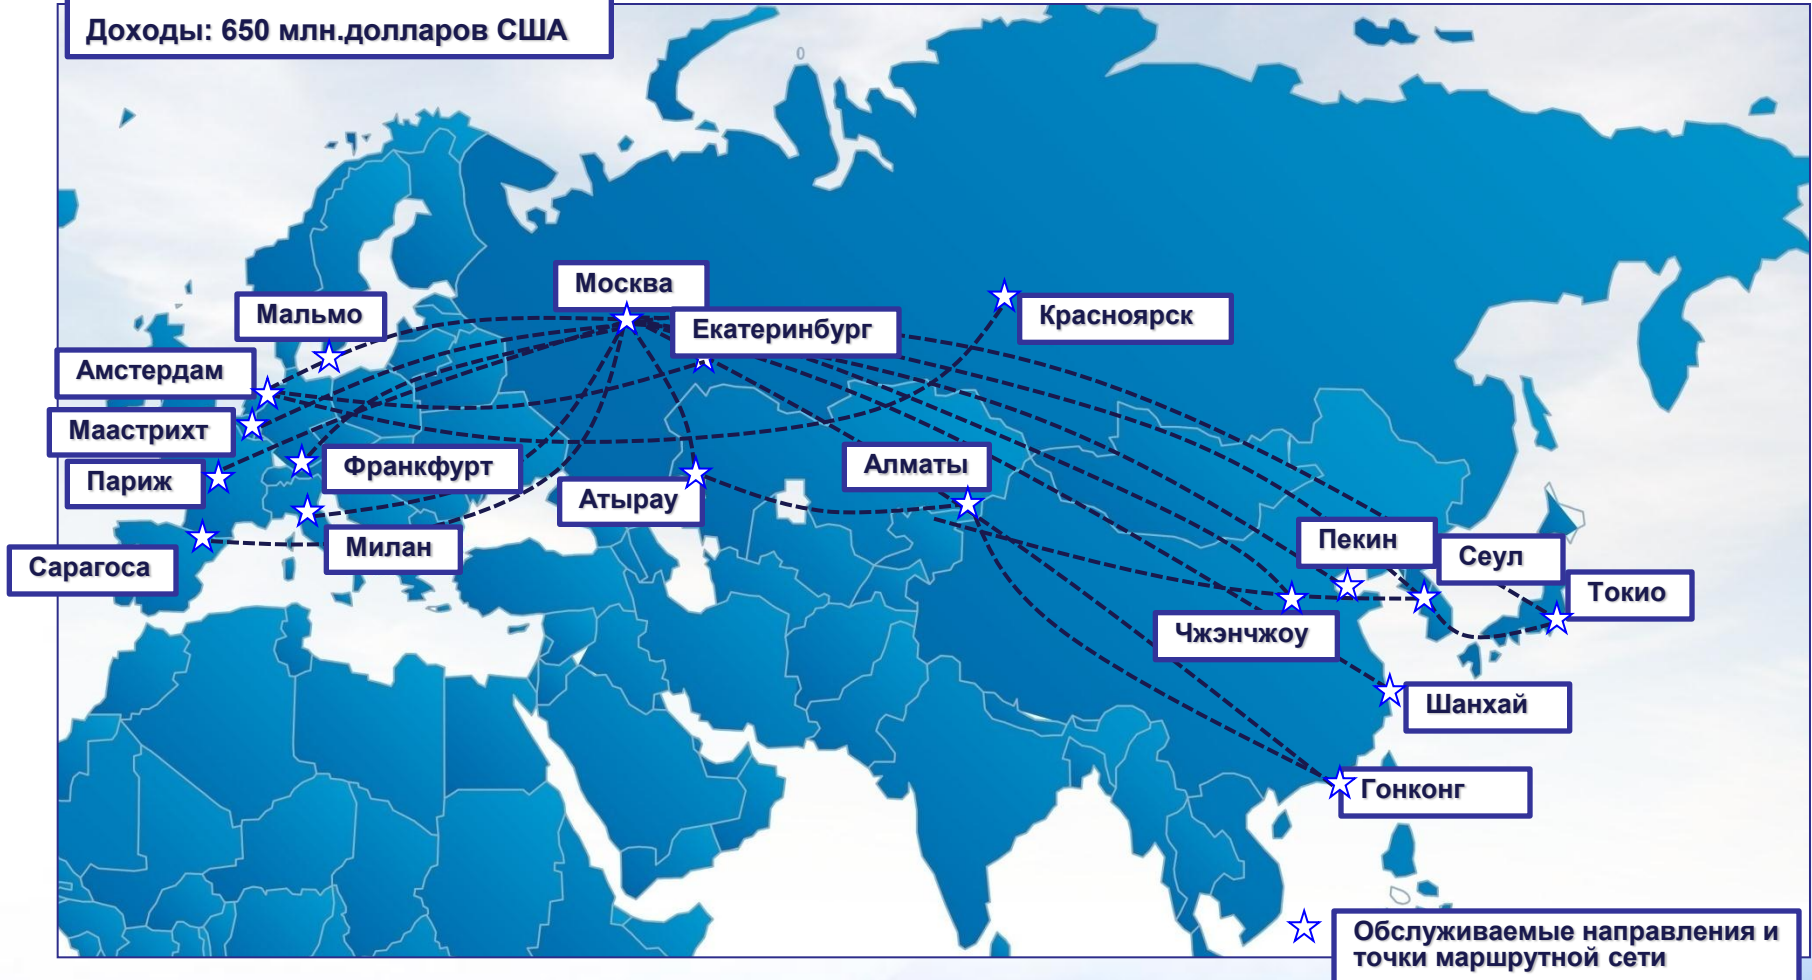 Доходы: 650 млн.долларов США
Москва
Мальмо
Красноярск
Екатеринбург
Амстердам
Маастрихт
Франкфурт
Алматы
Париж
Атырау
Пекин
Милан
Сеул
Сарагоса
Токио
Чжэнчжоу
Шанхай
Гонконг
Обслуживаемые направления и
точки маршрутной сети